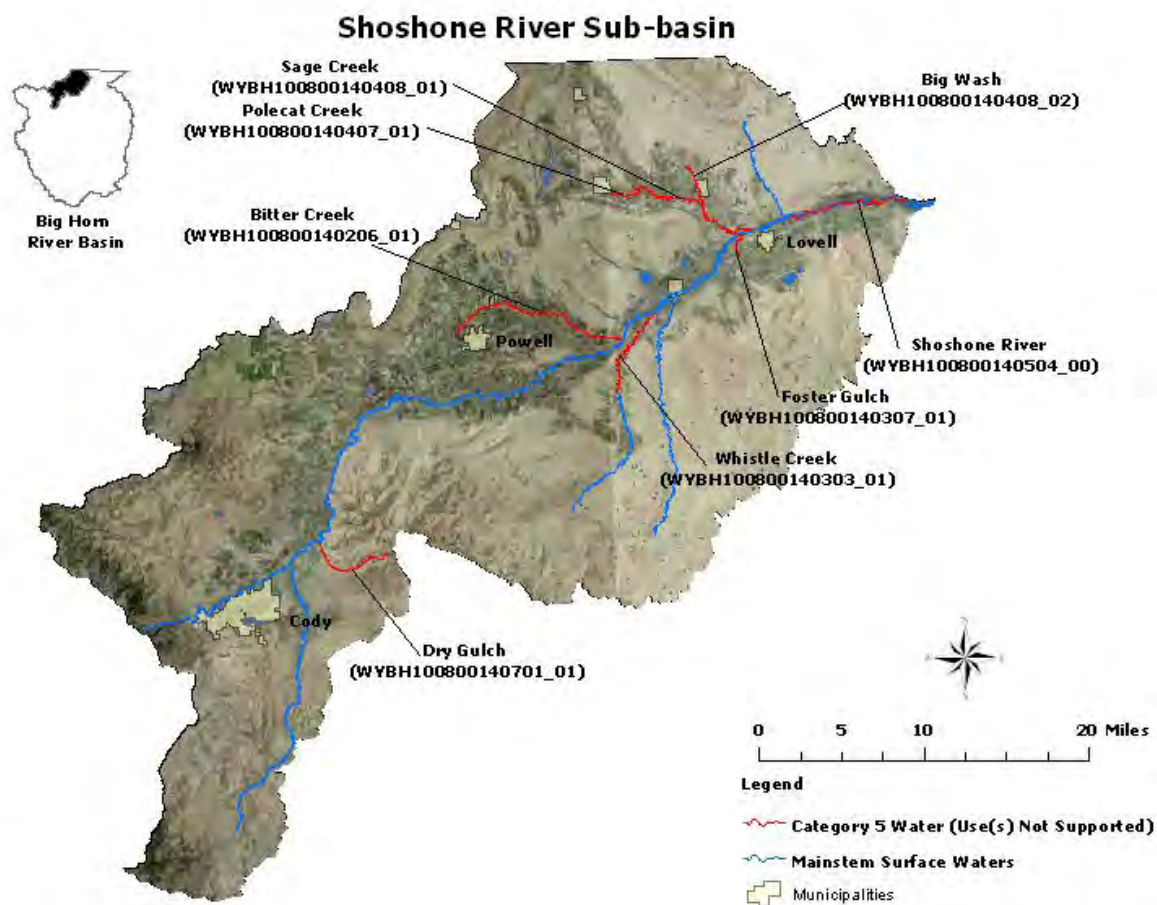 Shoshone River Sub-basin
Sage Creek
(WYBH100800140408_01)
Polecat Creek
(WYBH100800140407_01)
Big Wash
(WYBH100800140408_02)
Big Horn
River Basin
Bitter Creek
(WYBH100800140206_01)
Lovell
Powell
Shoshone River
(WYBH100800140504_00)
Foster Gulch
(WYBH100800140307_01)
Whistle Creek
(WYBH100800140303_01)
Cody
Dry Gulch
(WYBH100800140701_01)
0 5 10 20 Miles
Legend
Category 5 Water (Use(s) Not Supported)
Mainstem Surface Waters
Municipalities